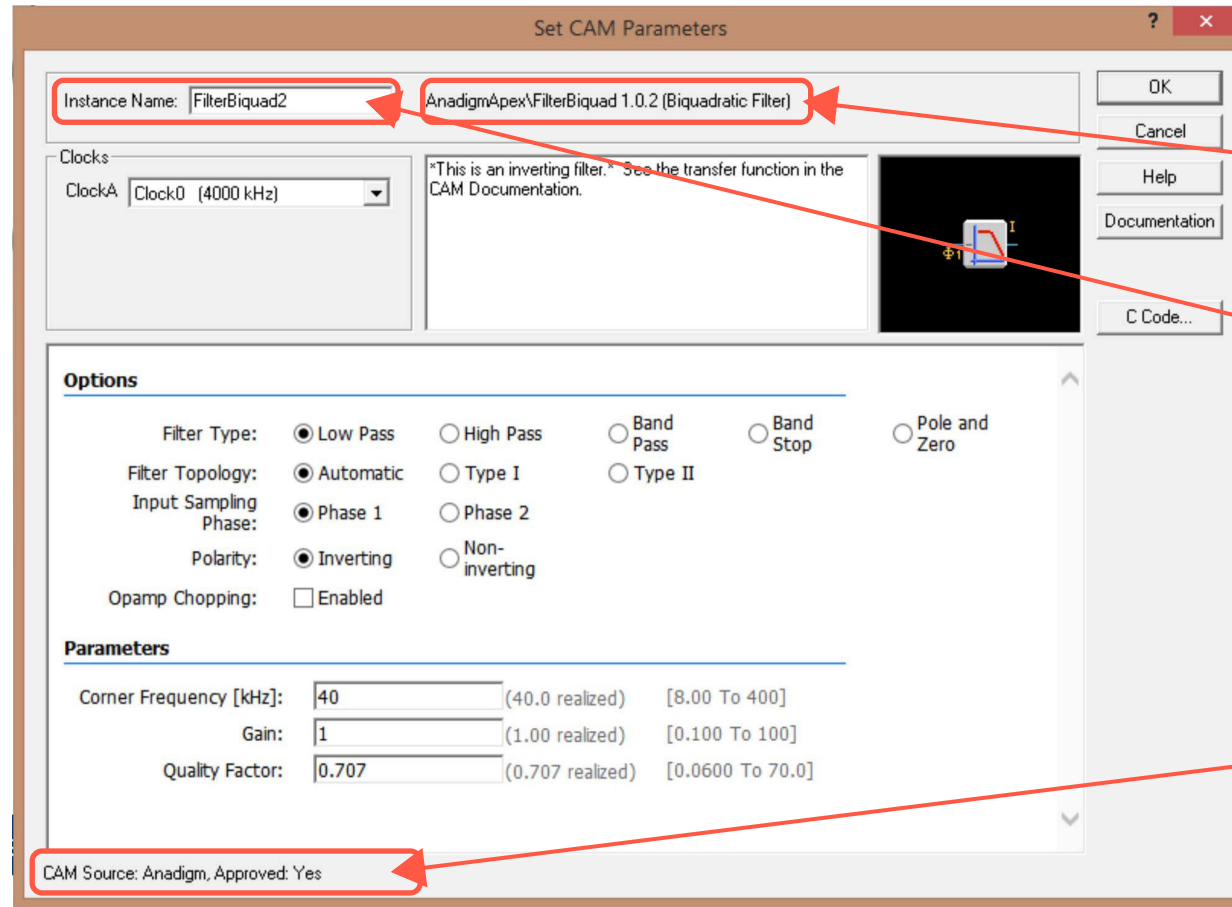 Set CAM Parameters
? ×
Instance Name: FilterBiquad2
AnadigmApex\FilterBiquad 1.0.2 (Biquadratic Filter)
OK
Cancel
Help
Documentation
C Code...
Clocks
ClockA Clock0 (4000 kHz)
*This is an inverting filter.* See the transfer function in the
CAM Documentation.
Φ1 I
Options
Filter Type: Low Pass High Pass Band Pass Band Stop Pole and Zero
Filter Topology: Automatic Type I Type II
Input Sampling Phase: Phase 1 Phase 2
Polarity: Inverting Non-inverting
Opamp Chopping: Enabled
Parameters
Corner Frequency [kHz]: 40 (40.0 realized) [8.00 To 400]
Gain: 1 (1.00 realized) [0.100 To 100]
Quality Factor: 0.707 (0.707 realized) [0.0600 To 70.0]
CAM Source: Anadigm, Approved: Yes